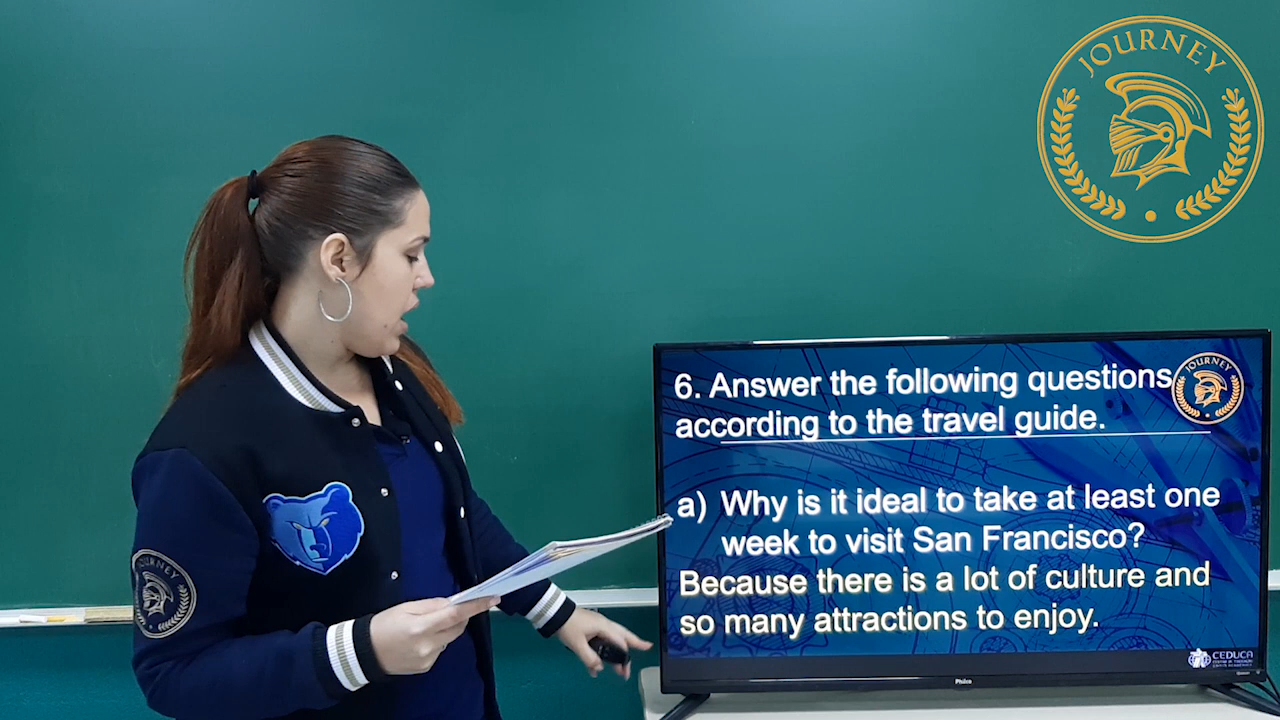 JOURNEY
6. Answer the following questions
according to the travel guide.
JOURNEY
a) Why is it ideal to take at least one
week to visit San Francisco?
Because there is a lot of culture and
so many attractions to enjoy.
JOURNEY
CEDUCA
Philco